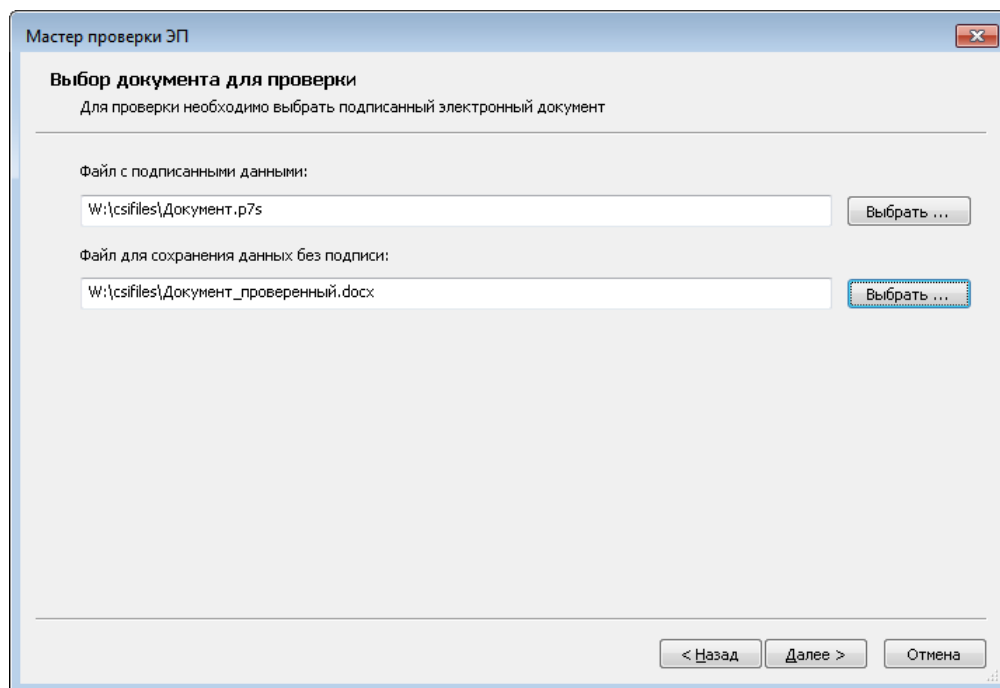 Мастер проверки ЭП
Выбор документа для проверки
Для проверки необходимо выбрать подписанный электронный документ
Файл с подписанными данными:
W:\csifiles\Документ.p7s
Выбрать ...
Файл для сохранения данных без подписи:
W:\csifiles\Документ_проверенный.docx
Выбрать ...
< Назад Далее > Отмена